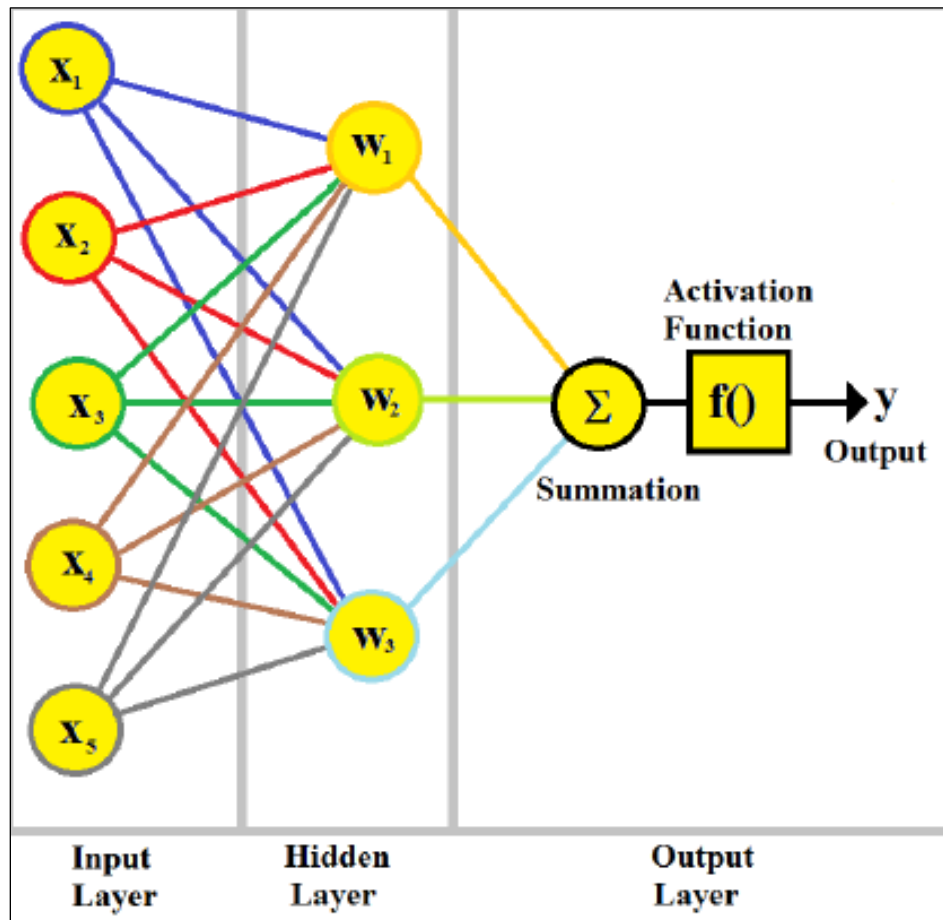 x₁
x₂
x₃
x₄
x₅
w₁
w₂
w₃
Σ
Summation
Activation
Function
f()
y
Output
Input
Layer
Hidden
Layer
Output
Layer